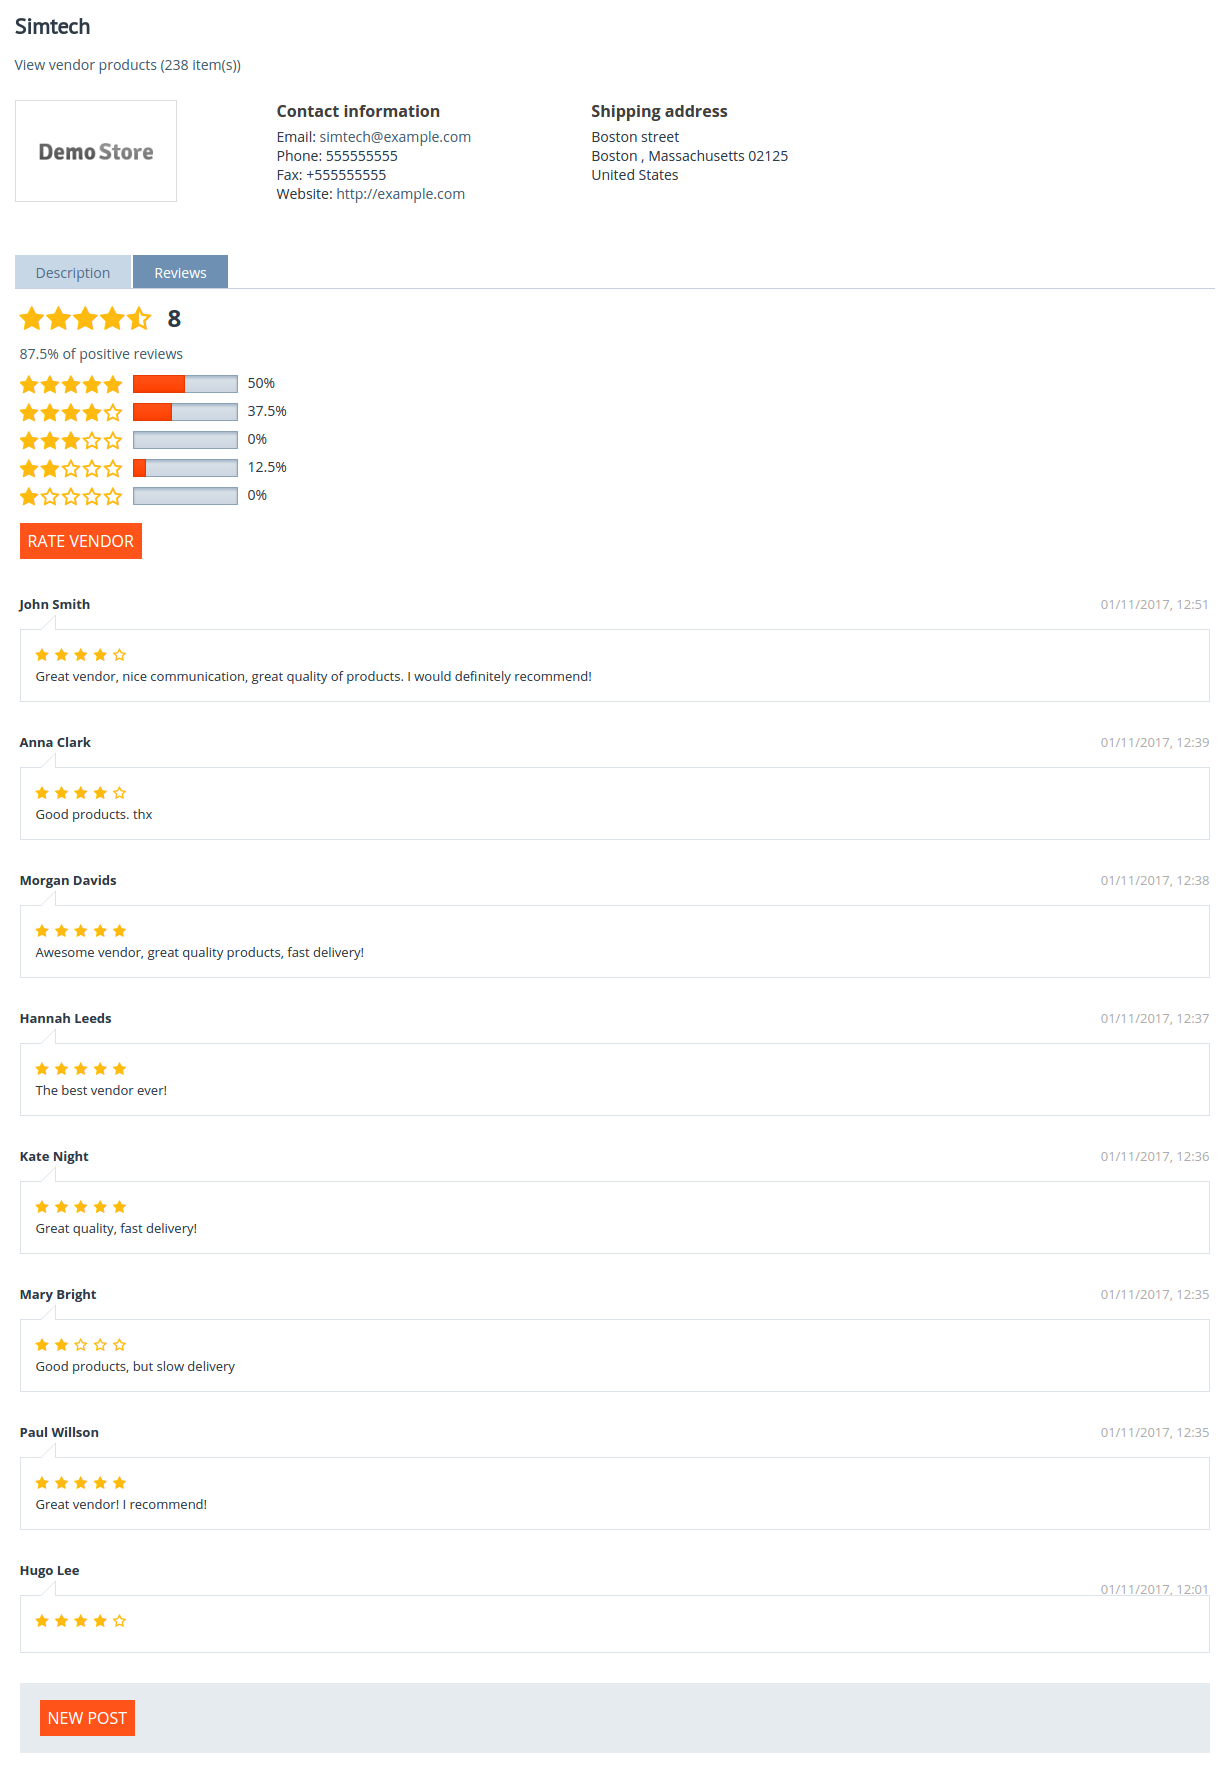 Simtech
View vendor products (238 item(s))
Demo Store
Contact information
Email: simtech@example.com
Phone: 555555555
Fax: +555555555
Website: http://example.com
Shipping address
Boston street
Boston , Massachusetts 02125
United States
Description
Reviews
8
87.5% of positive reviews
50%
37.5%
0%
12.5%
0%
RATE VENDOR
John Smith
01/11/2017, 12:51
Great vendor, nice communication, great quality of products. I would definitely recommend!
Anna Clark
01/11/2017, 12:39
Good products. thx
Morgan Davids
01/11/2017, 12:38
Awesome vendor, great quality products, fast delivery!
Hannah Leeds
01/11/2017, 12:37
The best vendor ever!
Kate Night
01/11/2017, 12:36
Great quality, fast delivery!
Mary Bright
01/11/2017, 12:35
Good products, but slow delivery
Paul Willson
01/11/2017, 12:35
Great vendor! I recommend!
Hugo Lee
01/11/2017, 12:01
NEW POST